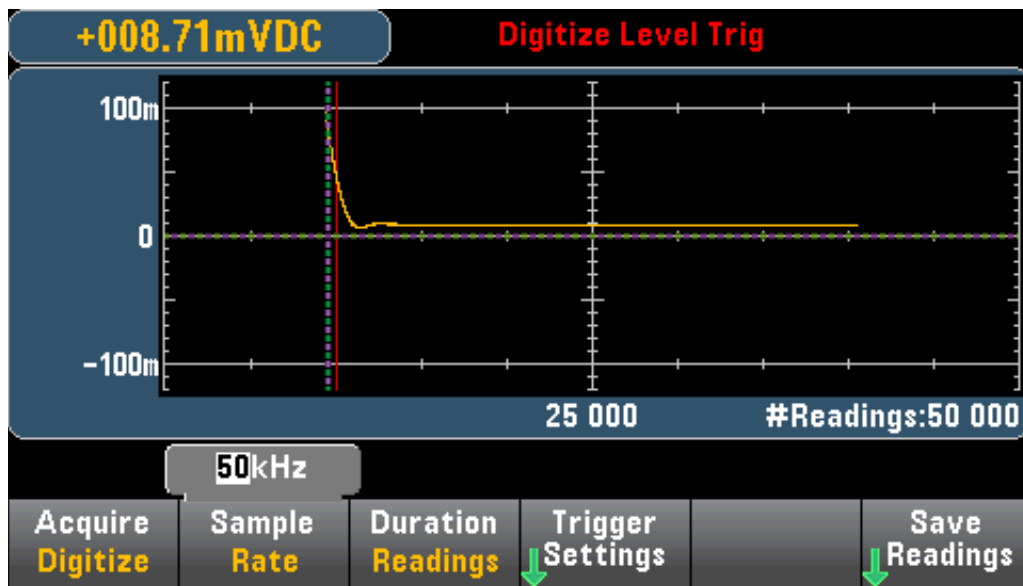 +008.71mVDC
Digitize Level Trig
100m
0
-100m
25 000
#Readings:50 000
50kHz
Acquire
Digitize
Sample
Rate
Duration
Readings
Trigger
Settings
Save
Readings